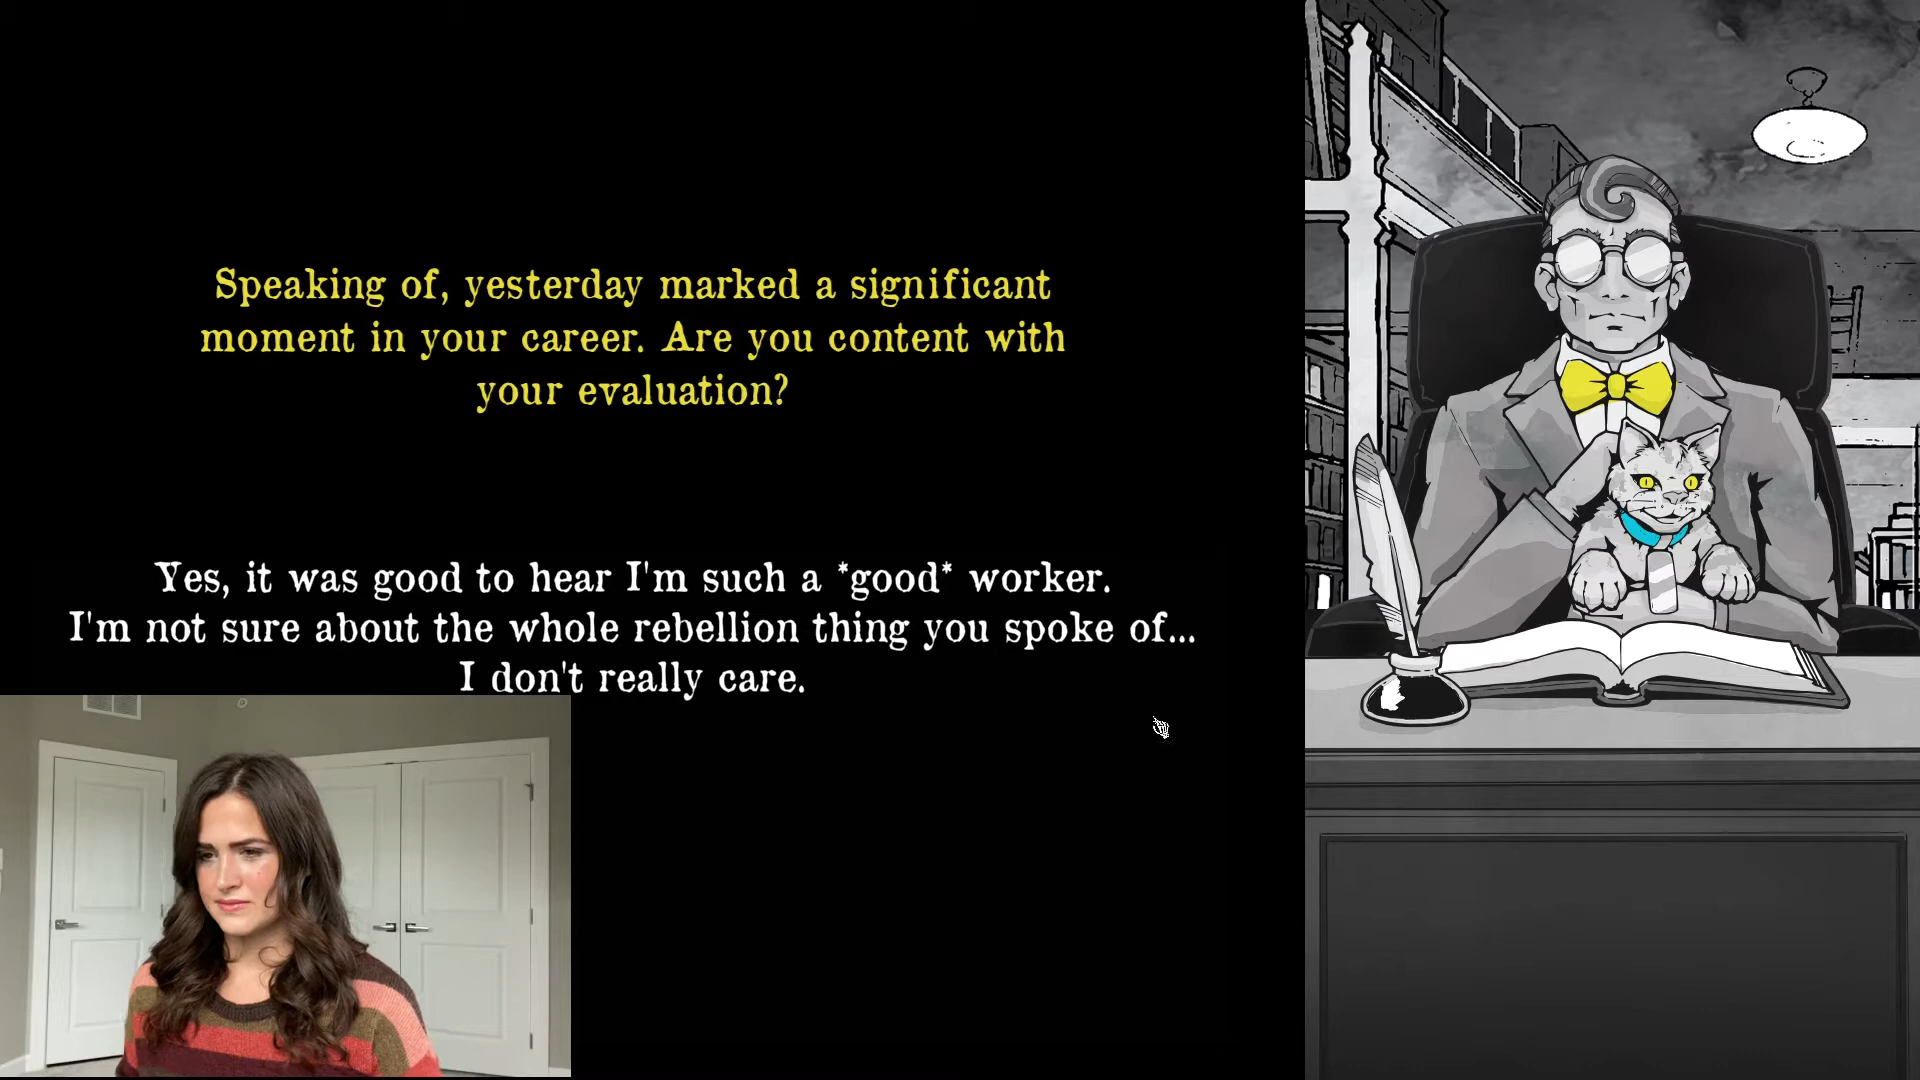 Speaking of, yesterday marked a significant
moment in your career. Are you content with
your evaluation?
Yes, it was good to hear I'm such a *good* worker.
I'm not sure about the whole rebellion thing you spoke of...
I don't really care.